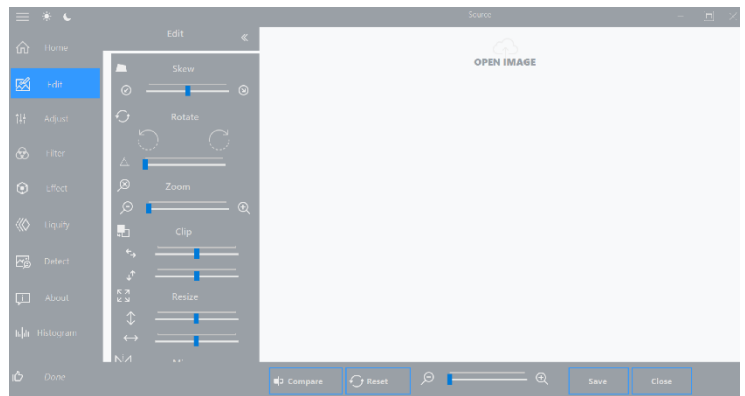 Source
Home
Edit
Adjust
Filter
Effect
Liquify
Detect
About
Histogram
Done
Edit
Skew
Rotate
Zoom
Clip
Resize
OPEN IMAGE
Compare
Reset
Save
Close